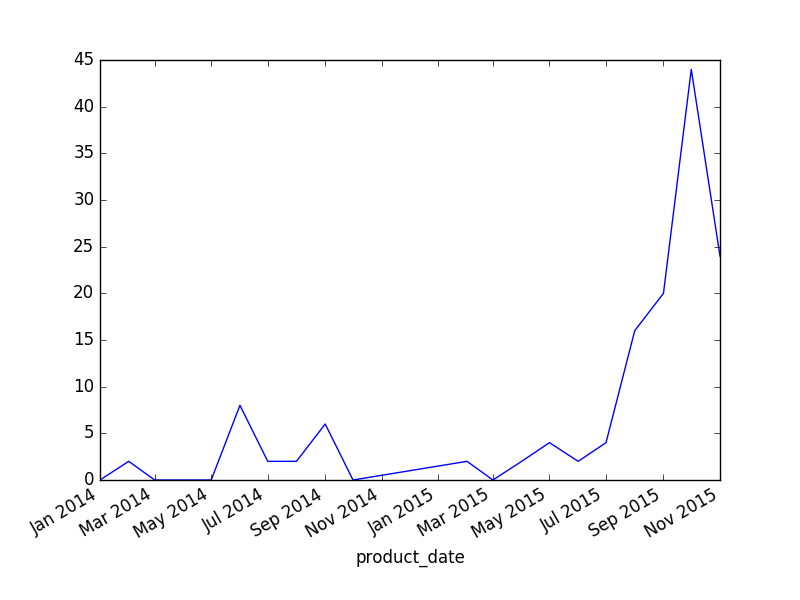 45
40
35
30
25
20
15
10
5
0
Jan 2014
Mar 2014
May 2014
Jul 2014
Sep 2014
Nov 2014
Jan 2015
Mar 2015
May 2015
Jul 2015
Sep 2015
Nov 2015
product_date